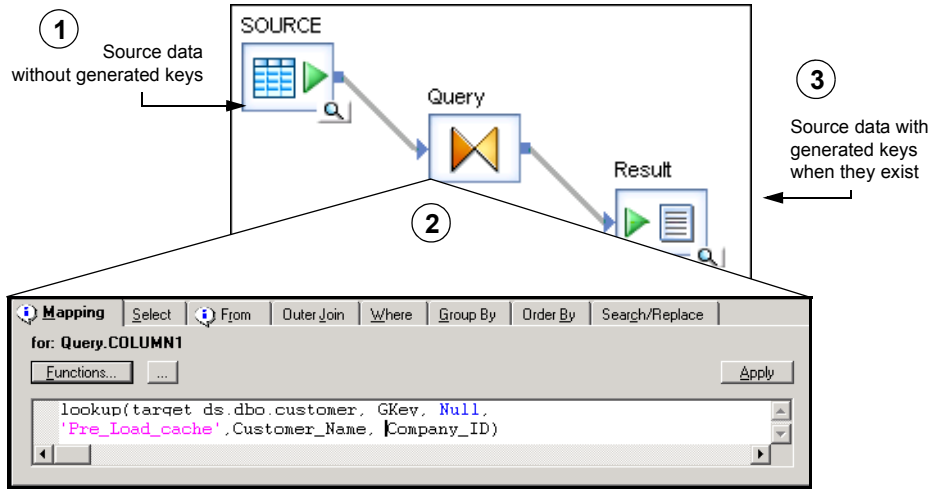 1
Source data
without generated keys
SOURCE
Query
Result
3
Source data with
generated keys
when they exist
2
Mapping Select From Outer Join Where Group By Order By Search/Replace
for: Query.COLUMN1
Functions... ... Apply
lookup(target_ds.dbo.customer, GKey, Null,
'Pre_Load_cache',Customer_Name, Company_ID)